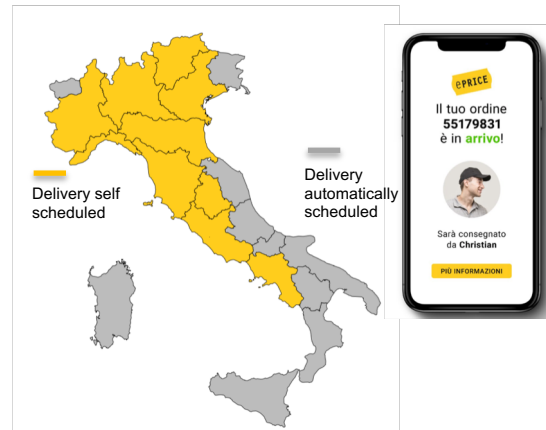 Delivery self
scheduled
Delivery
automatically
scheduled
ePRICE
Il tuo ordine
55179831
è in arrivo!
Sarà consegnato
da Christian
PIÙ INFORMAZIONI